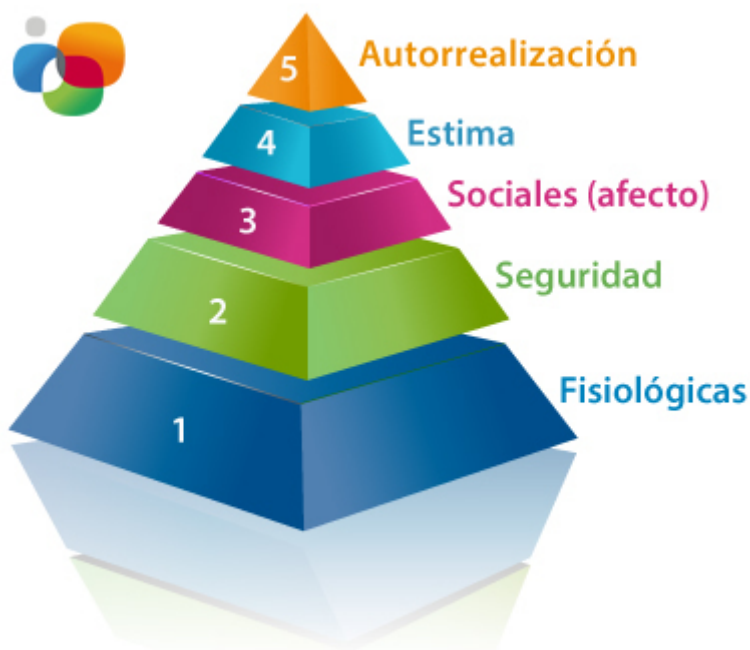 5 Autorrealización
4 Estima
3 Sociales (afecto)
2 Seguridad
1 Fisiológicas